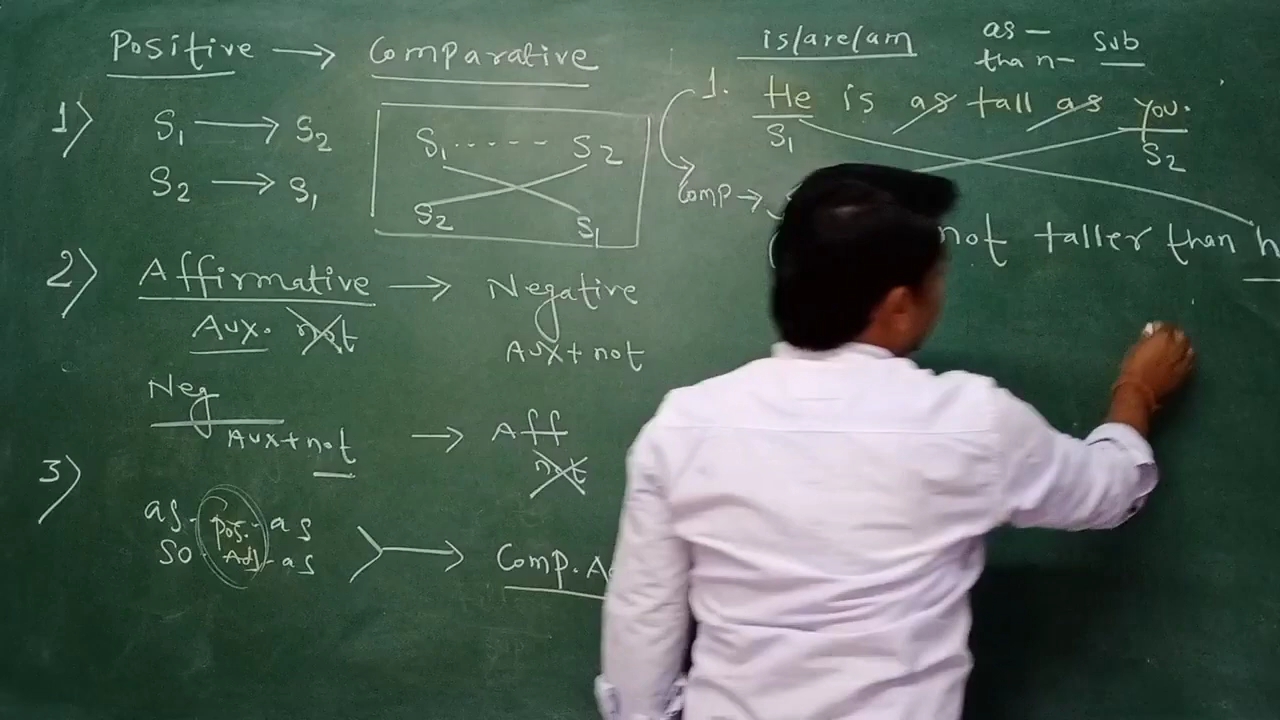 Positive → Comparative
1) S1 → S2
S2 → S1
S1 ------ S2
S2 S1
2) Affirmative → Negative
Aux. not
Aux + not
Neg
Aux + not → Aff
not
3)
as - Pos. - as
so Adj - as
→ Comp.
is/are/am
as —
than — Sub
1. He is as tall as you.
S1 S2
Comp →
not taller than h